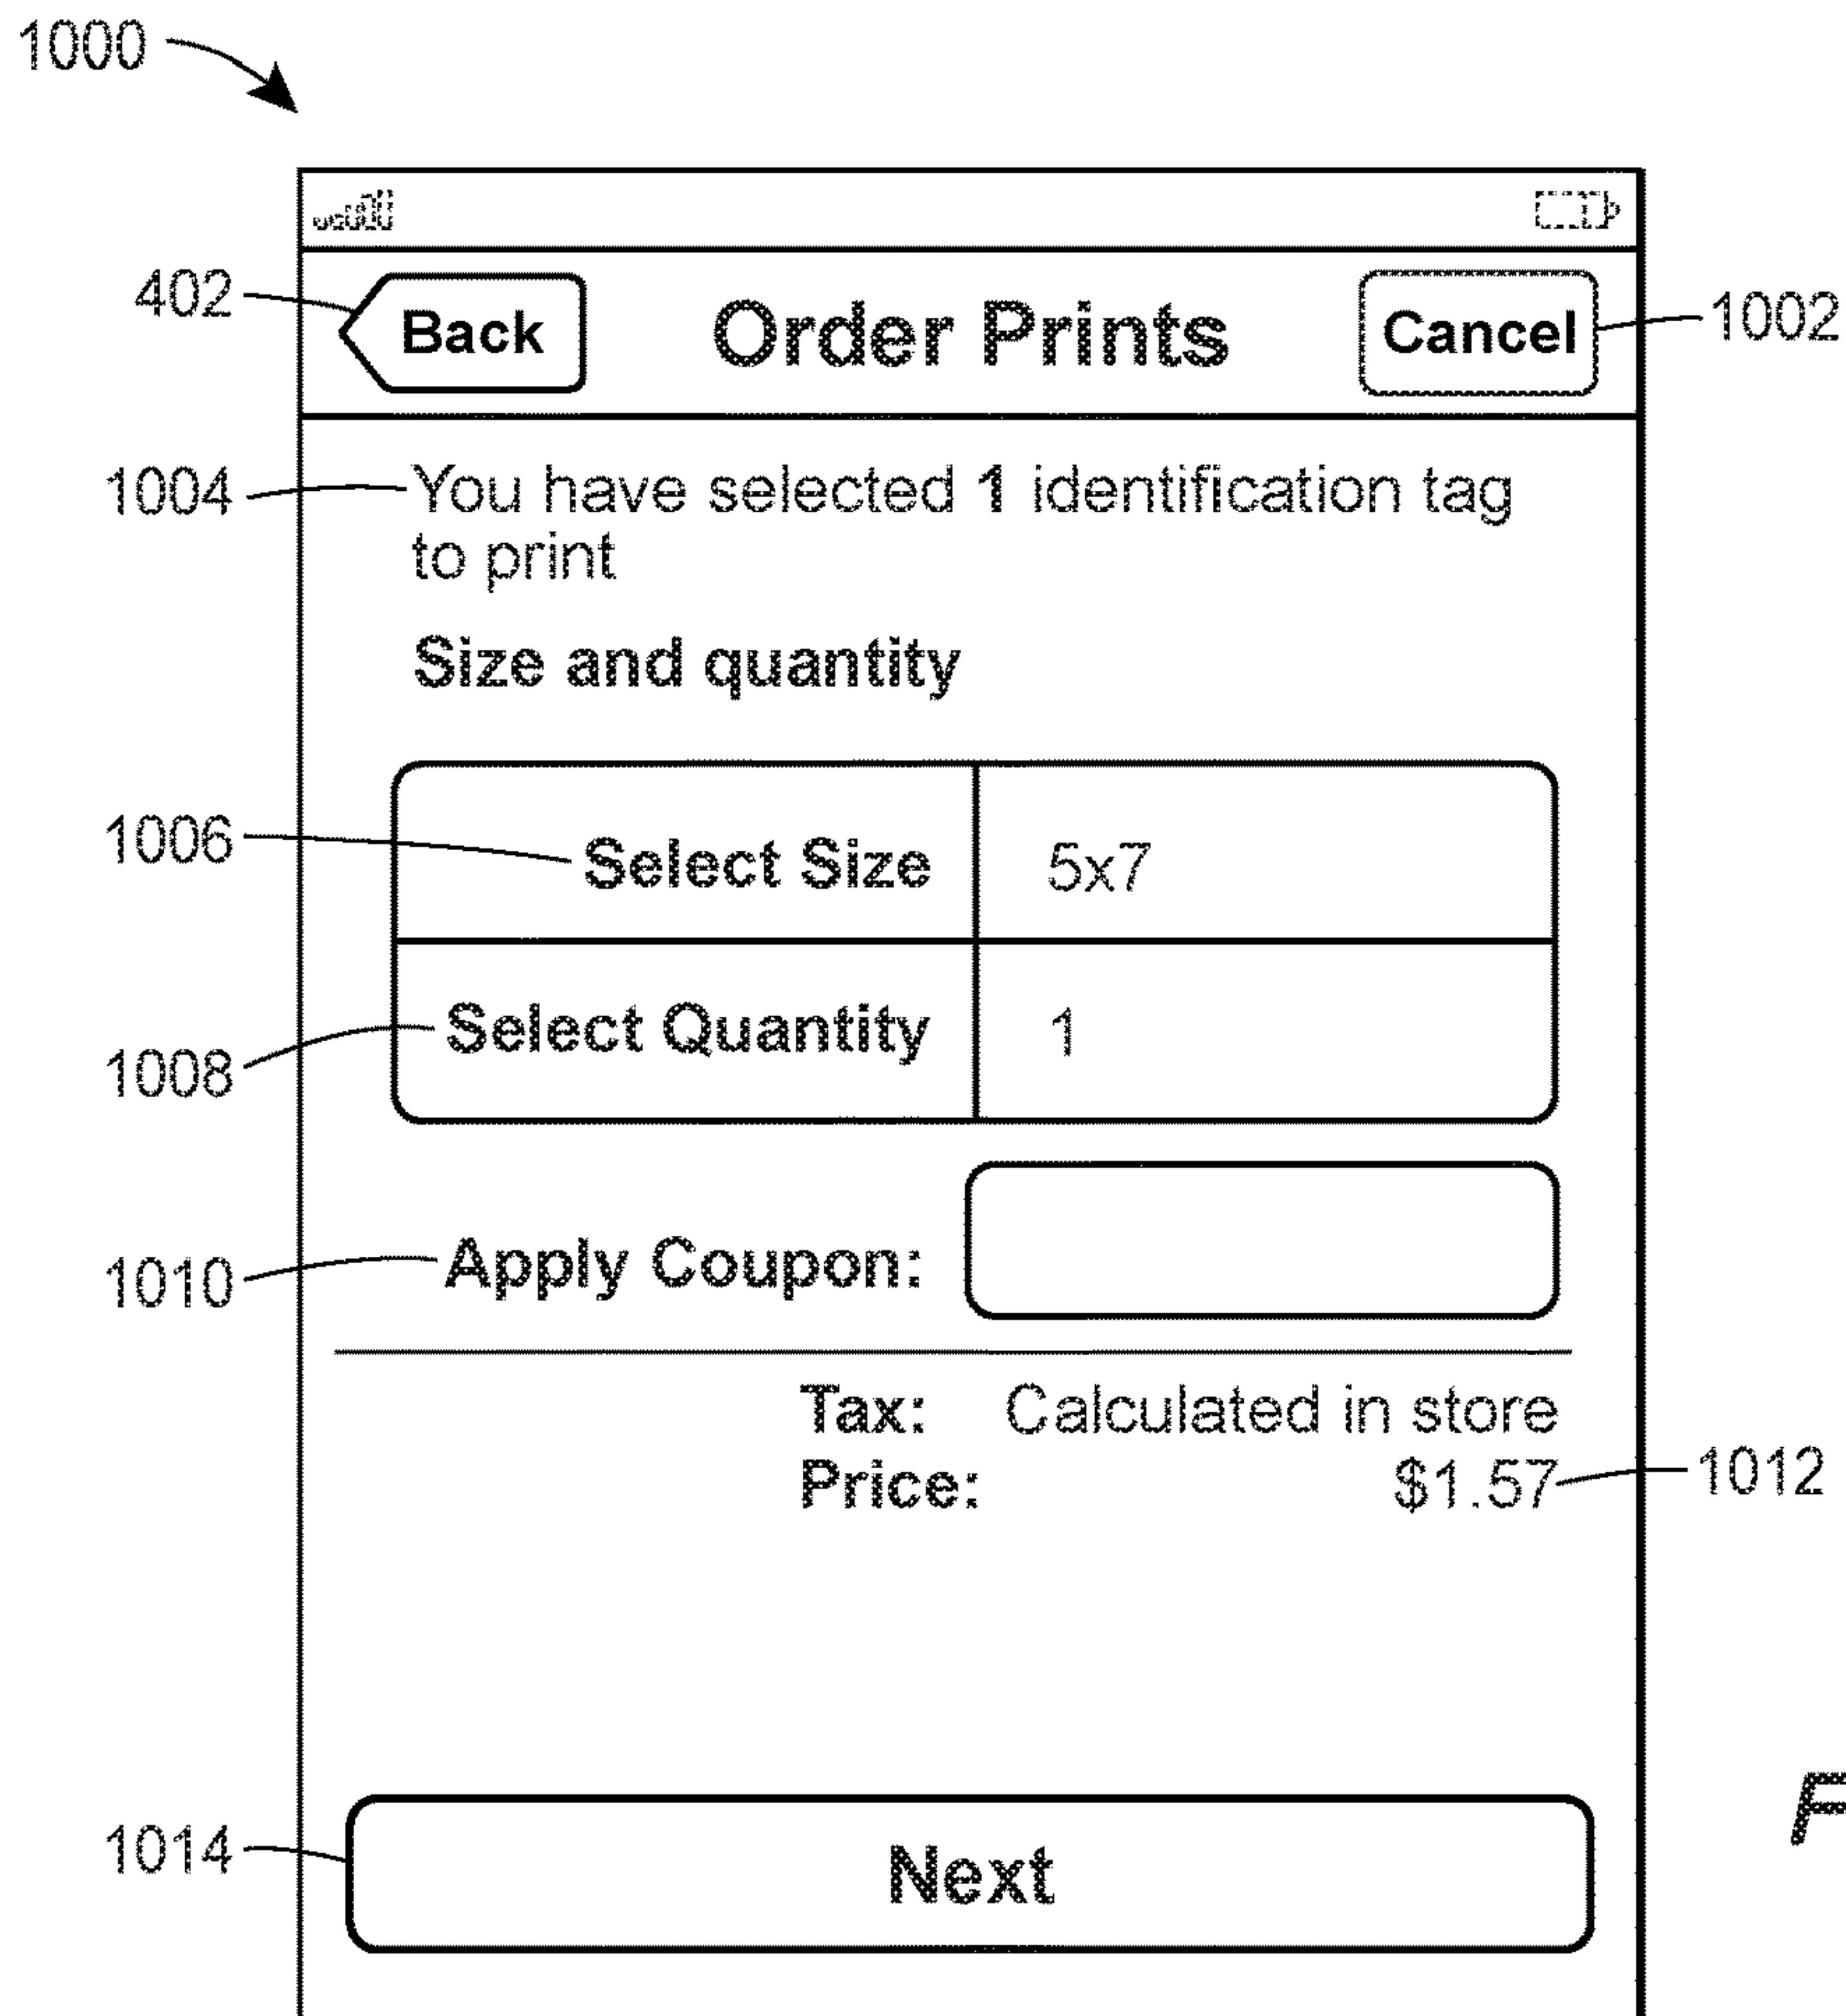 1000
402
Back
Order Prints
Cancel
1002
1004
You have selected 1 identification tag
to print
Size and quantity
1006
Select Size
5x7
1008
Select Quantity
1
1010
Apply Coupon:
Tax: Calculated in store
Price: $1.57
1012
1014
Next
F